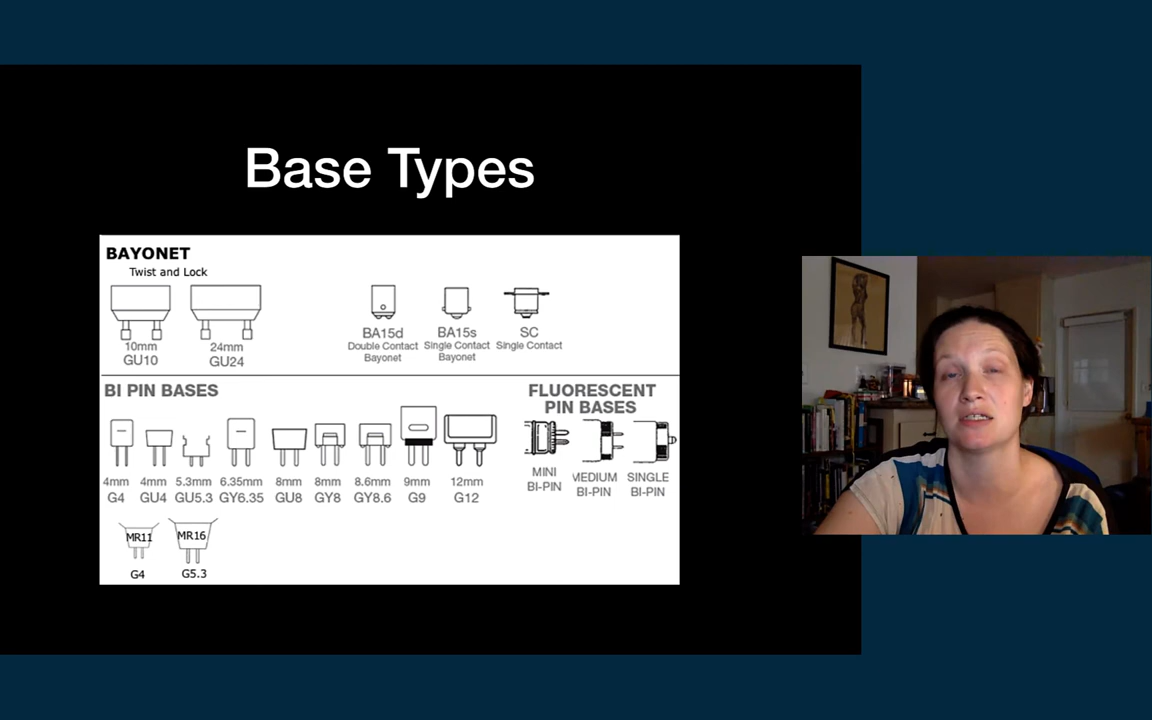 Base Types
BAYONET
Twist and Lock
10mm
GU10
24mm
GU24
BA15d
Double Contact
Bayonet
BA15s
Single Contact
Bayonet
SC
Single Contact
BI PIN BASES
4mm
G4
4mm
GU4
5.3mm
GU5.3
6.35mm
GY6.35
8mm
GU8
8mm
GY8
8.6mm
GY8.6
9mm
G9
12mm
G12
FLUORESCENT
PIN BASES
MINI
BI-PIN
MEDIUM
BI-PIN
SINGLE
BI-PIN
MR11
G4
MR16
G5.3